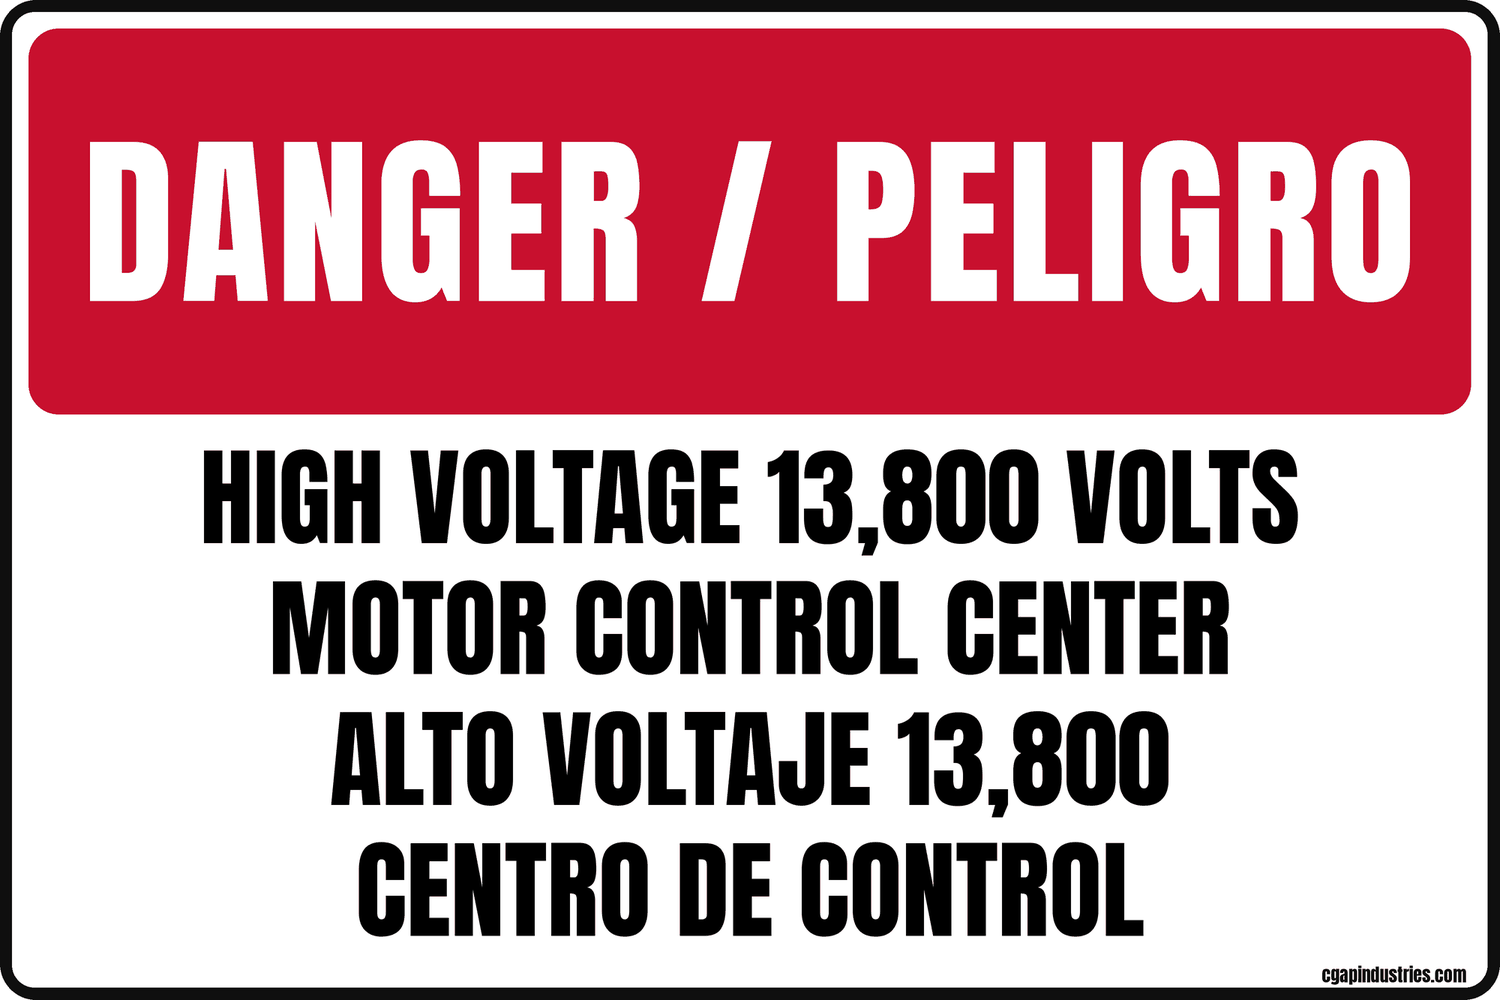 DANGER / PELIGRO
HIGH VOLTAGE 13,800 VOLTS
MOTOR CONTROL CENTER
ALTO VOLTAJE 13,800
CENTRO DE CONTROL
cgapindustries.com